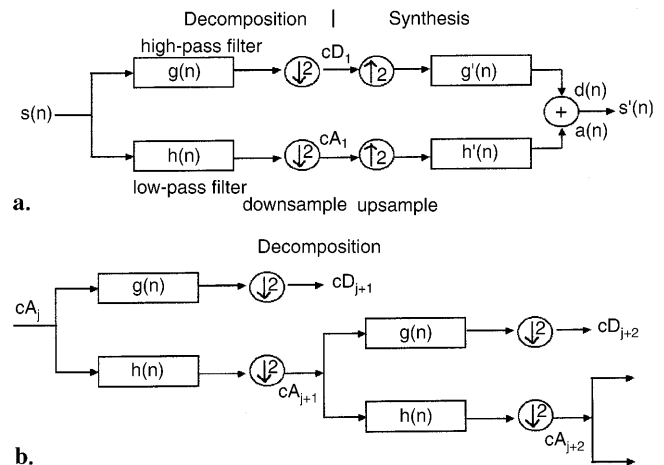 Decomposition | Synthesis
high-pass filter
g(n) ↓2 cD1 ↑2 g'(n)
d(n)
s(n) + s'(n)
a(n)
h(n) ↓2 cA1 ↑2 h'(n)
low-pass filter
a. downsample upsample
Decomposition
g(n) ↓2 cDj+1
cAj
g(n) ↓2 cDj+2
h(n) ↓2 cAj+1
h(n) ↓2 cAj+2
b.